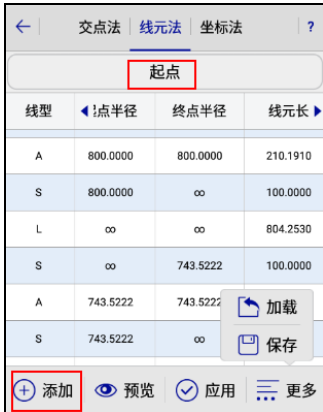 交点法 线元法 坐标法 ?
起点
线型 点半径 终点半径 线元长
A 800.0000 800.0000 210.1910
S 800.0000 ∞ 100.0000
L ∞ ∞ 804.2530
S ∞ 743.5222 100.0000
A 743.5222 743.5222
S 743.5222 ∞
加载
保存
添加 预览 应用 更多